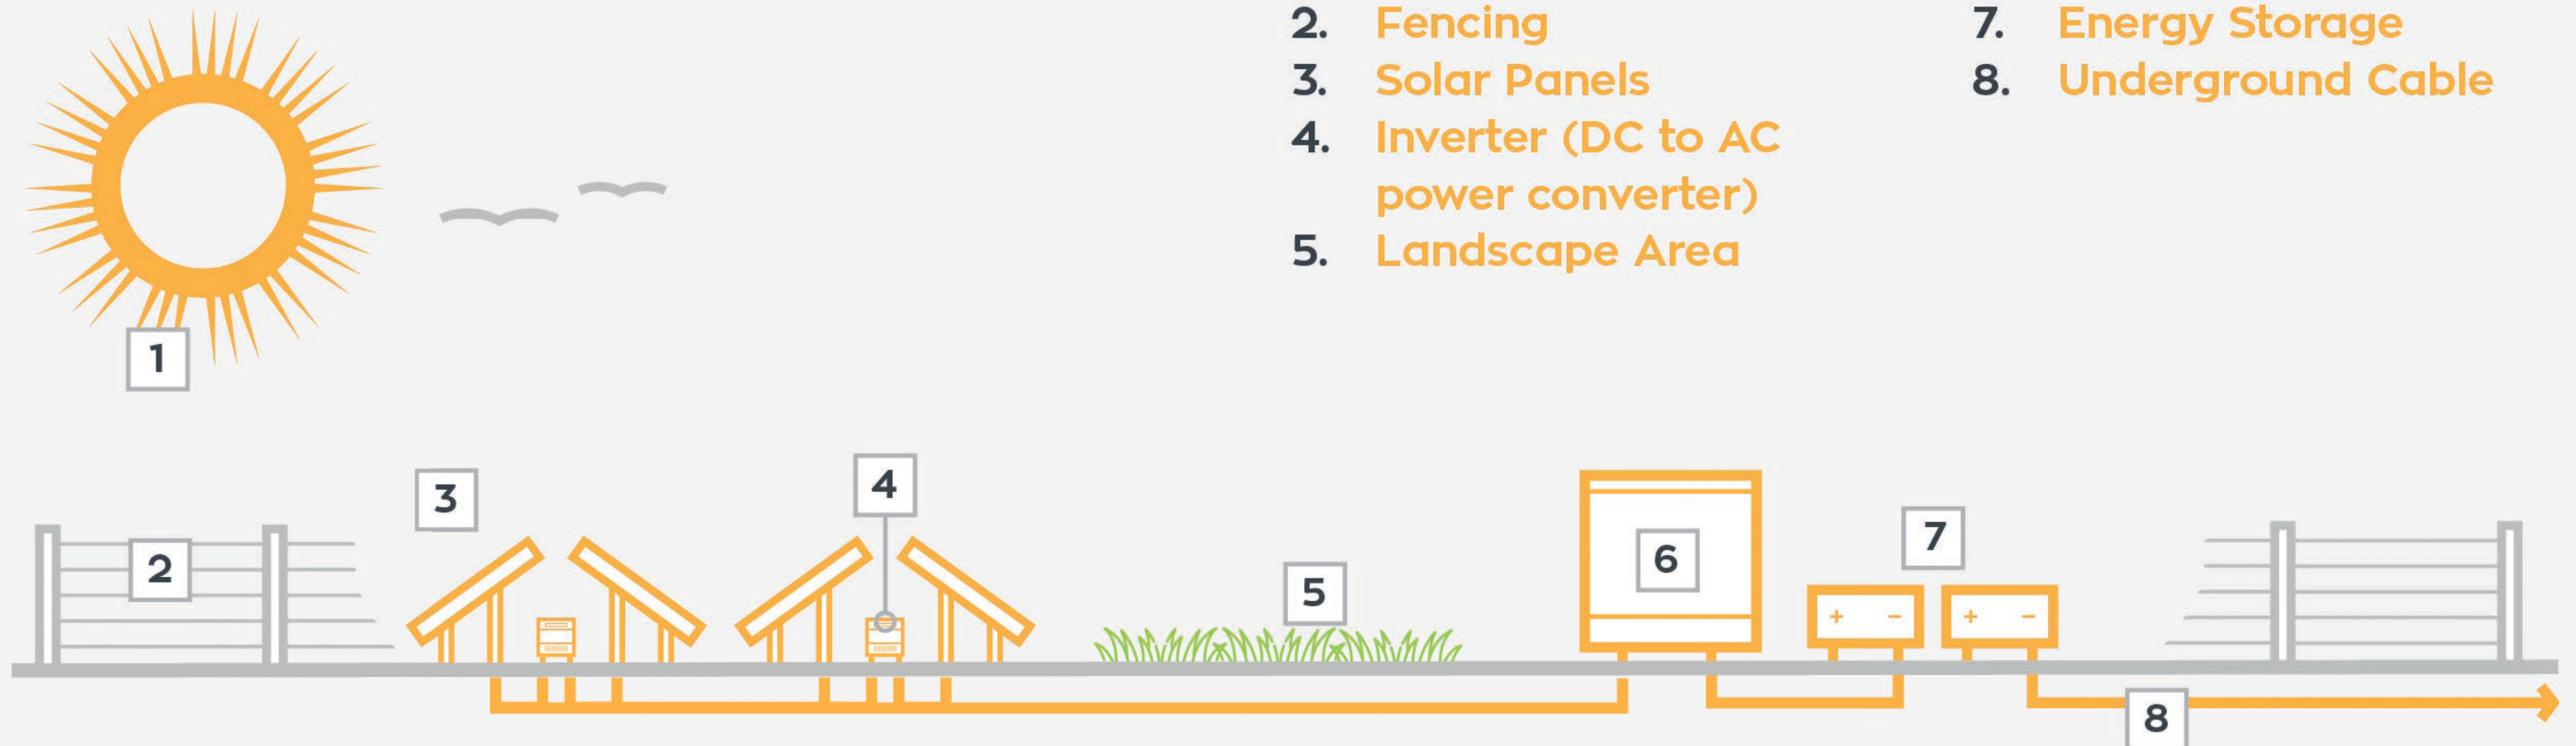 2. Fencing
3. Solar Panels
4. Inverter (DC to AC
power converter)
5. Landscape Area
7. Energy Storage
8. Underground Cable
1
2
3
4
5
6
+ -
+ -
7
8